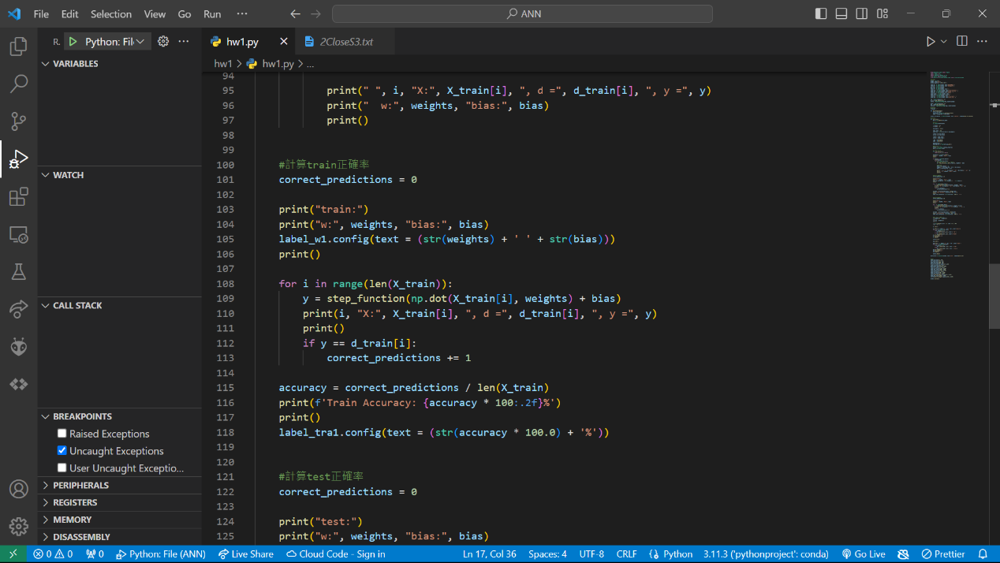 File Edit Selection View Go Run ··· ANN
R. Python: Fil ···
hw1.py 2CloseS3.txt
hw1 > hw1.py > ...
VARIABLES
WATCH
CALL STACK
BREAKPOINTS
Raised Exceptions
Uncaught Exceptions
User Uncaught Exceptio...
PERIPHERALS
REGISTERS
MEMORY
DISASSEMBLY
94
95 print(" ", i, "X:", X_train[i], ", d =", d_train[i], ", y =", y)
96 print("  w:", weights, "bias:", bias)
97 print()
98
99
100 #計算train正確率
101 correct_predictions = 0
102
103 print("train:")
104 print("w:", weights, "bias:", bias)
105 label_w1.config(text = (str(weights) + ' ' + str(bias)))
106 print()
107
108 for i in range(len(X_train)):
109 y = step_function(np.dot(X_train[i], weights) + bias)
110 print(i, "X:", X_train[i], ", d =", d_train[i], ", y =", y)
111 print()
112 if y == d_train[i]:
113 correct_predictions += 1
114
115 accuracy = correct_predictions / len(X_train)
116 print(f'Train Accuracy: {accuracy * 100:.2f}%')
117 print()
118 label_tra1.config(text = (str(accuracy * 100.0) + '%'))
119
120
121 #計算test正確率
122 correct_predictions = 0
123
124 print("test:")
125 print("w:", weights, "bias:", bias)
0 0 0 Python: File (ANN) Live Share Cloud Code - Sign in Ln 17, Col 36 Spaces: 4 UTF-8 CRLF Python 3.11.3 ('pythonproject': conda) Go Live Prettier